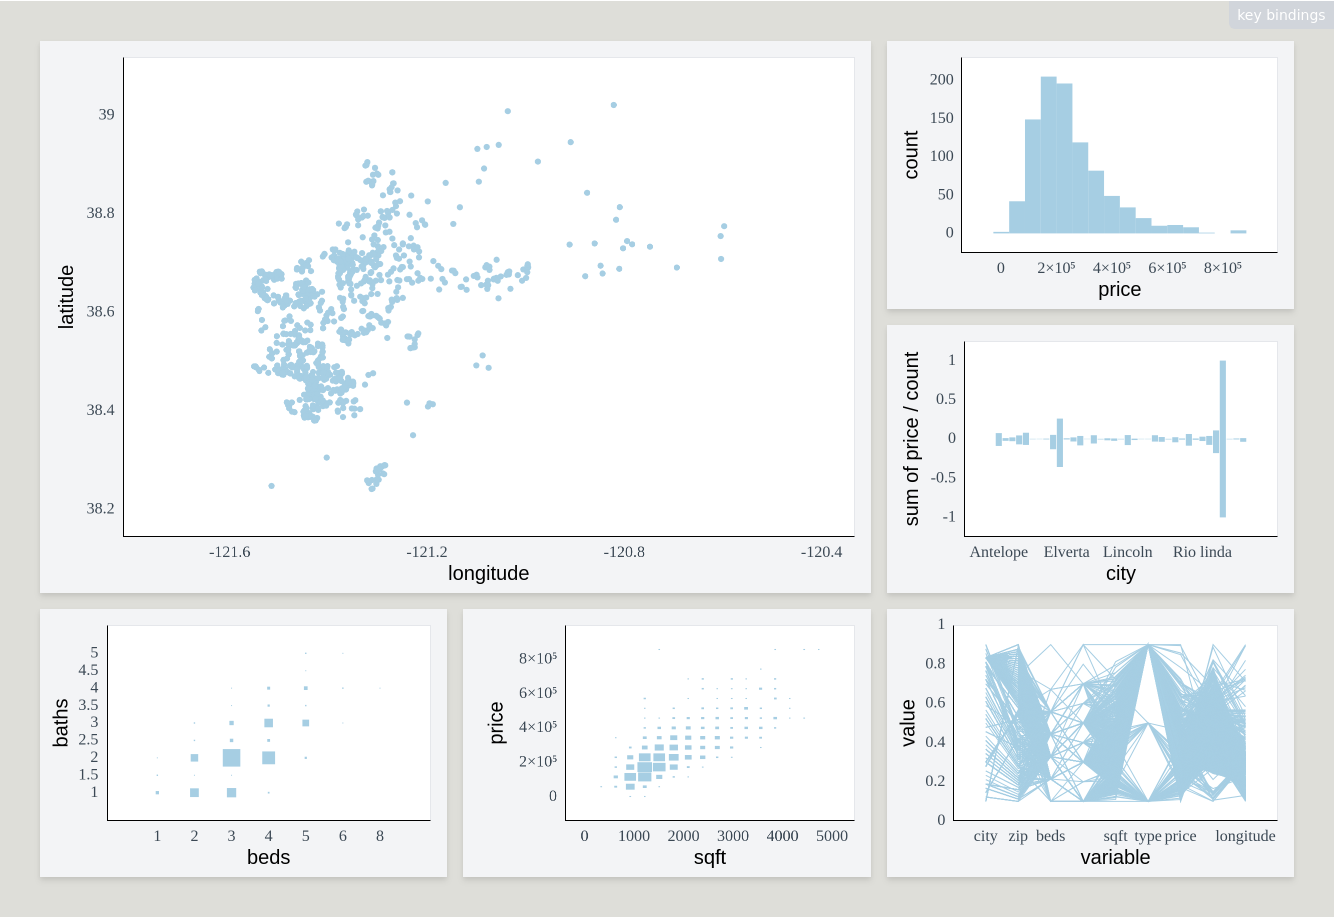 key bindings
39
38.8
38.6
38.4
38.2
latitude
-121.6 -121.2 -120.8 -120.4
longitude
200
150
100
50
0
count
0 2×10⁵ 4×10⁵ 6×10⁵ 8×10⁵
price
1
0.5
0
-0.5
-1
sum of price / count
Antelope Elverta Lincoln Rio linda
city
5
4.5
4
3.5
3
2.5
2
1.5
1
baths
1 2 3 4 5 6 8
beds
8×10⁵
6×10⁵
4×10⁵
2×10⁵
0
price
0 1000 2000 3000 4000 5000
sqft
1
0.8
0.6
0.4
0.2
0
value
city zip beds sqft type price longitude
variable